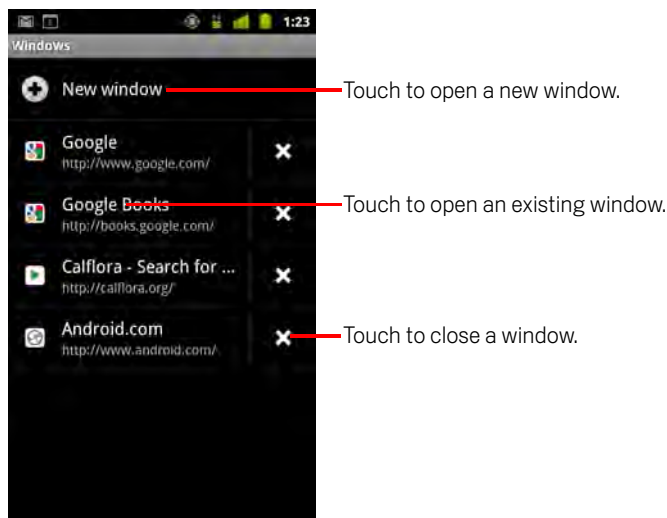 1:23
Windows
New window
Touch to open a new window.
Google
http://www.google.com/
Google Books
http://books.google.com/
Touch to open an existing window.
Calflora - Search for ...
http://calflora.org/
Android.com
http://www.android.com/
Touch to close a window.